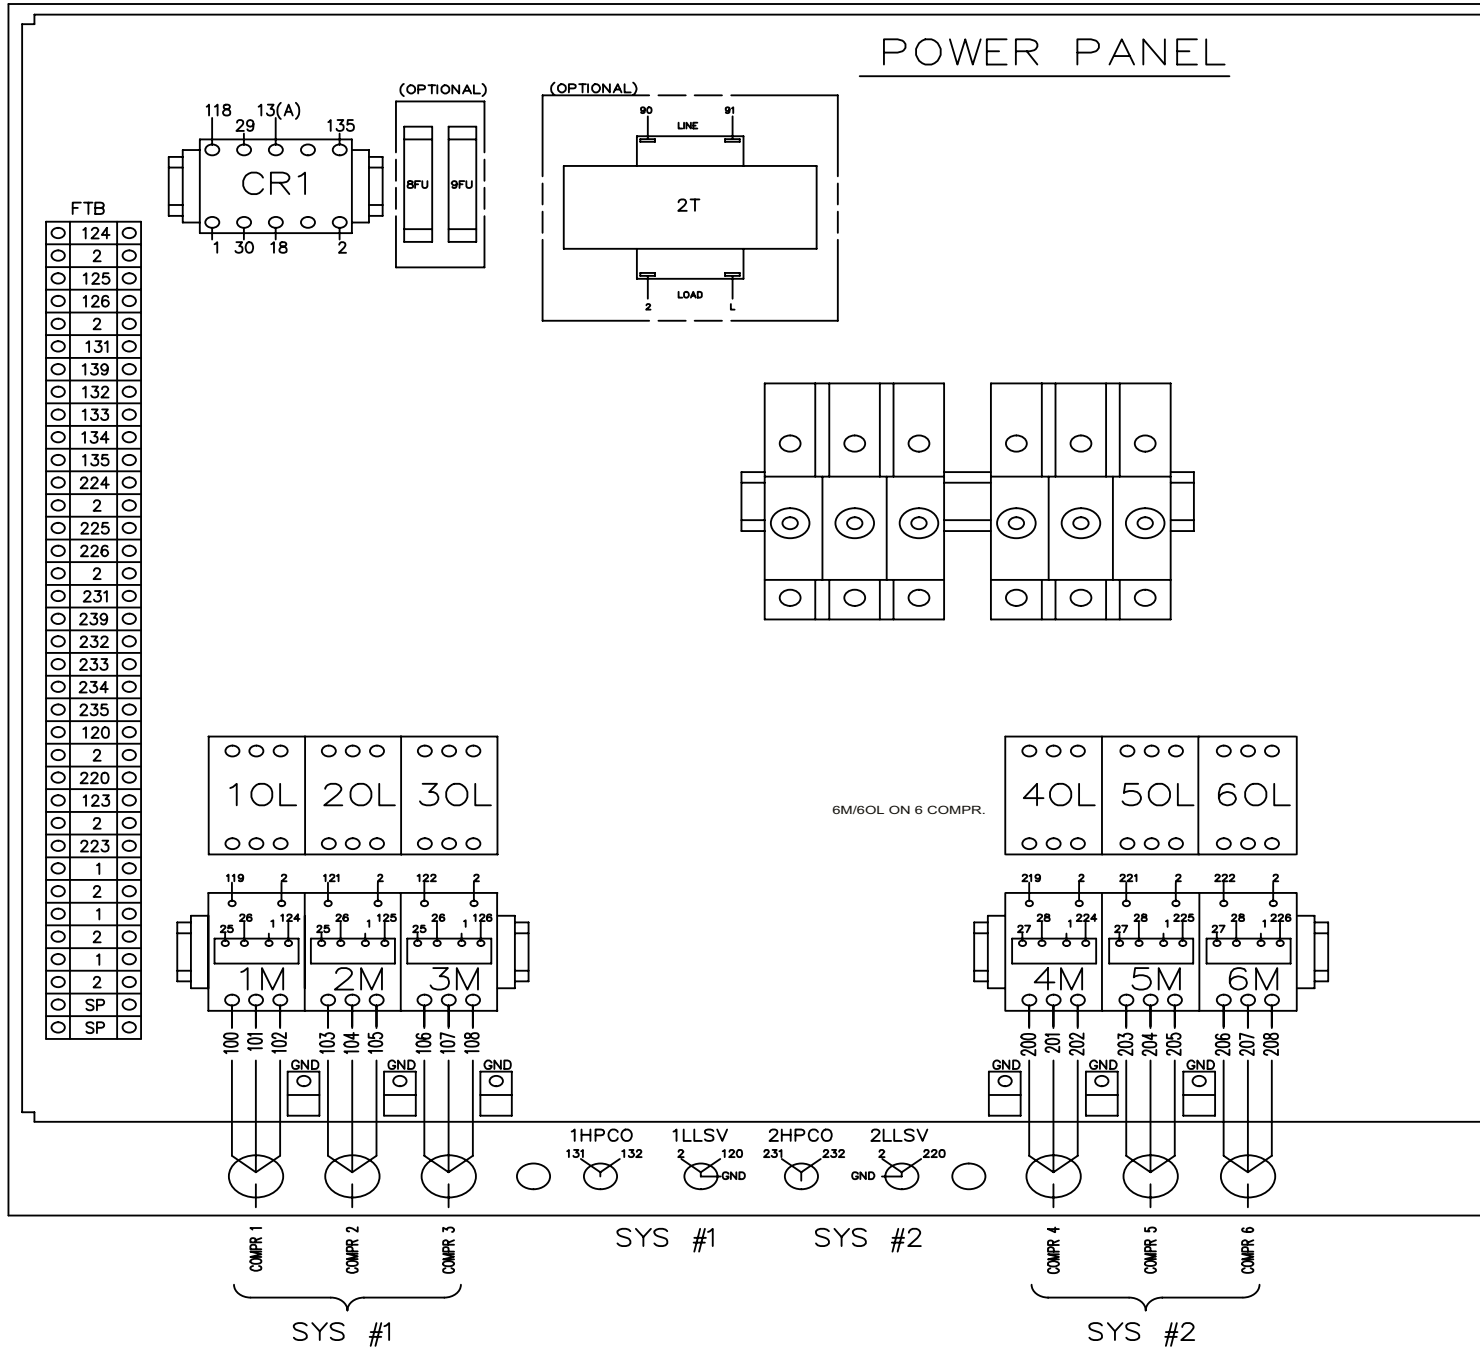 POWER PANEL
(OPTIONAL)
(OPTIONAL)
118 29 13(A) 135
CR1
1 30 18 2
8FU 9FU
90 91
LINE
2T
LOAD
2 L
FTB
124
2
125
126
2
131
139
132
133
134
135
224
2
225
226
2
231
239
232
233
234
235
120
2
220
123
2
223
1
2
1
2
1
2
SP
SP
1OL 2OL 3OL
6M/6OL ON 6 COMPR.
4OL 5OL 6OL
119 2 121 2 122 2
25 26 1 124 25 26 1 125 25 26 1 126
1M 2M 3M
100 101 102 103 104 105 106 107 108
GND GND GND
219 2 221 2 222 2
27 28 1 224 27 28 1 225 27 28 1 226
4M 5M 6M
200 201 202 203 204 205 206 207 208
GND GND GND
1HPCO 1LLSV 2HPCO 2LLSV
131 132 2 120 231 232 2 220
GND GND
SYS #1 SYS #2
COMPR 1 COMPR 2 COMPR 3
COMPR 4 COMPR 5 COMPR 6
SYS #1 SYS #2